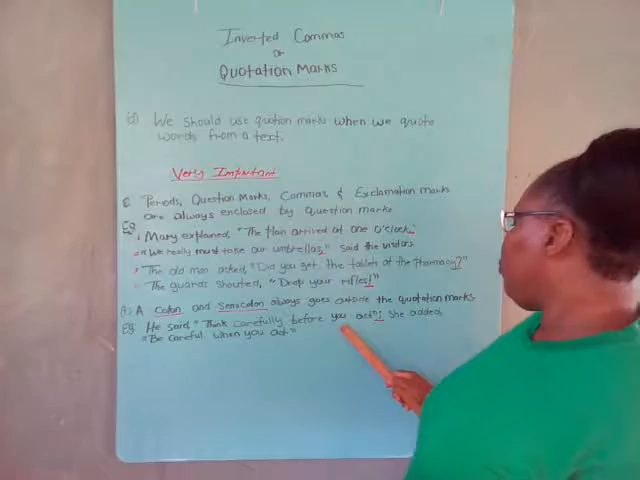 Inverted Commas
or
Quotation Marks
(d) We should use quotion marks when we quote
words from a text.
Very Important
E Periods, Question Marks, Commas & Exclamation marks
are always enclosed by question marks
Eg
1 Mary explained, "The plan arrived at one o'clock."
"We really must take our umbrellas," said the visitors
The old man asked, "Did you get the tablets at the pharmacy?"
The guards shouted, "Drop your rifles!"
(f) A Colon and Semicolon always goes outside the quotation marks
Eg He said, "Think carefully before you act"; She added,
"Be careful when you act."